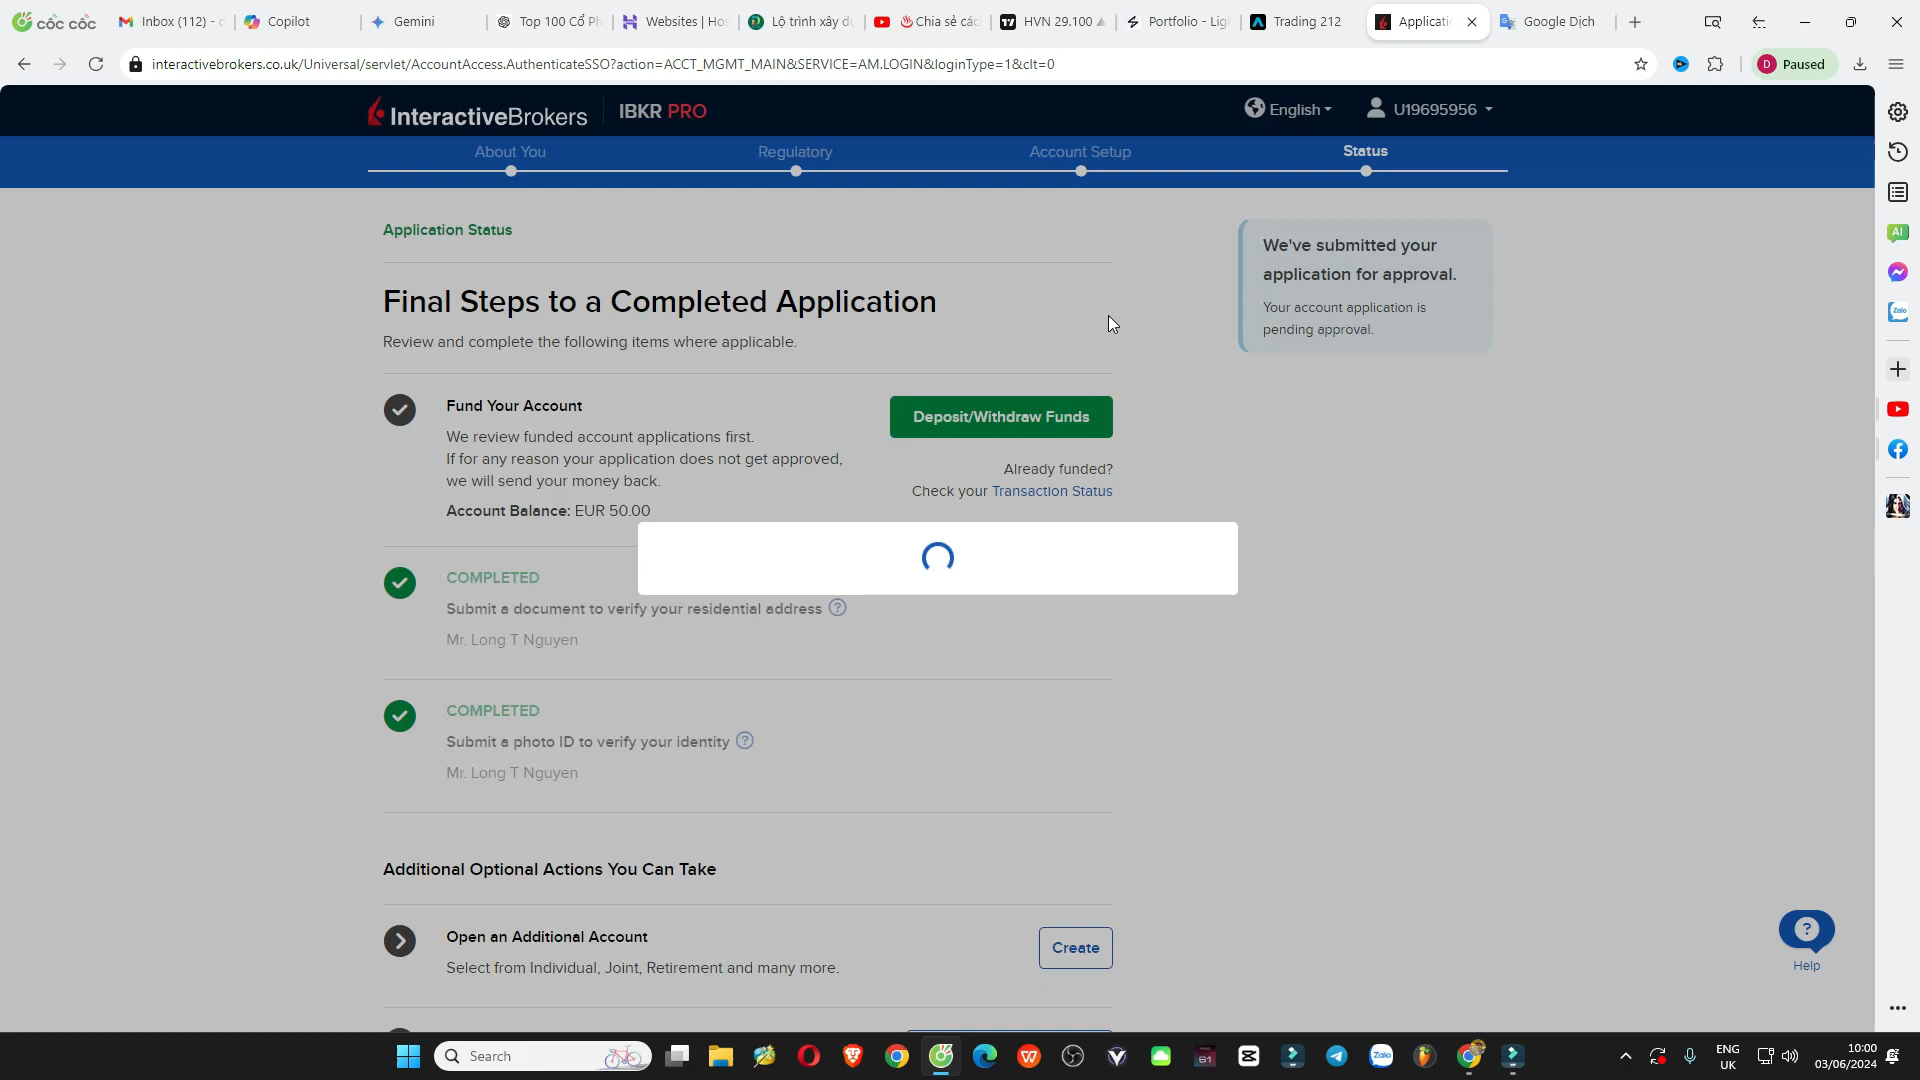 cốc cốc
Inbox (112) -
Copilot
Gemini
Top 100 Cổ Ph
Websites | Hos
Lộ trình xây dự
Chia sẻ các
HVN 29.100
Portfolio - Lig
Trading 212
Applicati
Google Dịch
interactivebrokers.co.uk/Universal/servlet/AccountAccess.AuthenticateSSO?action=ACCT_MGMT_MAIN&SERVICE=AM.LOGIN&loginType=1&clt=0
D
Paused
InteractiveBrokers
IBKR PRO
English
U19695956
About You
Regulatory
Account Setup
Status
Application Status
We've submitted your
application for approval.
Your account application is
pending approval.
Final Steps to a Completed Application
Review and complete the following items where applicable.
Fund Your Account
Deposit/Withdraw Funds
We review funded account applications first.
If for any reason your application does not get approved,
we will send your money back.
Already funded?
Check your Transaction Status
Account Balance: EUR 50.00
COMPLETED
Submit a document to verify your residential address
Mr. Long T Nguyen
COMPLETED
Submit a photo ID to verify your identity
Mr. Long T Nguyen
Additional Optional Actions You Can Take
Open an Additional Account
Select from Individual, Joint, Retirement and many more.
Create
Help
AI
Zalo
Search
61
Zalo
ENG
UK
10:00
03/06/2024